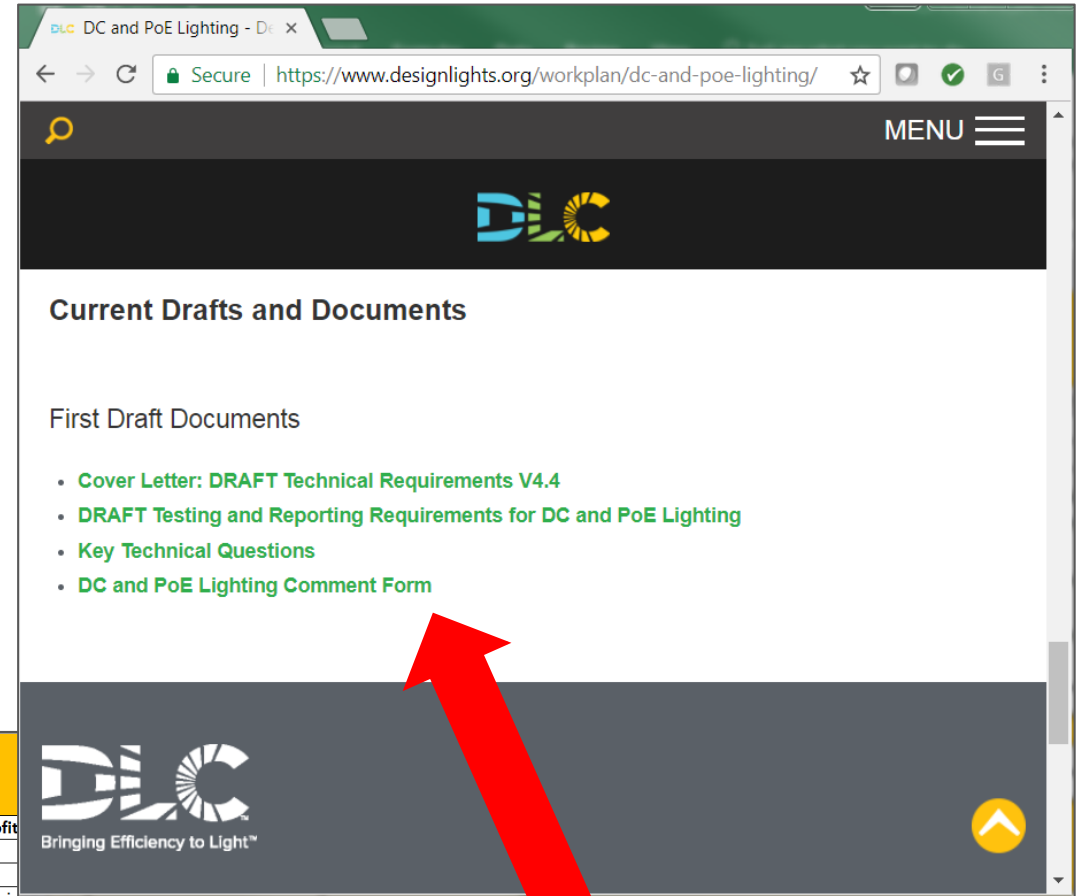 DLC DC and PoE Lighting - De
Secure | https://www.designlights.org/workplan/dc-and-poe-lighting/
G
MENU
DLC
Current Drafts and Documents
First Draft Documents
• Cover Letter: DRAFT Technical Requirements V4.4
• DRAFT Testing and Reporting Requirements for DC and PoE Lighting
• Key Technical Questions
• DC and PoE Lighting Comment Form
DLC
Bringing Efficiency to Light™